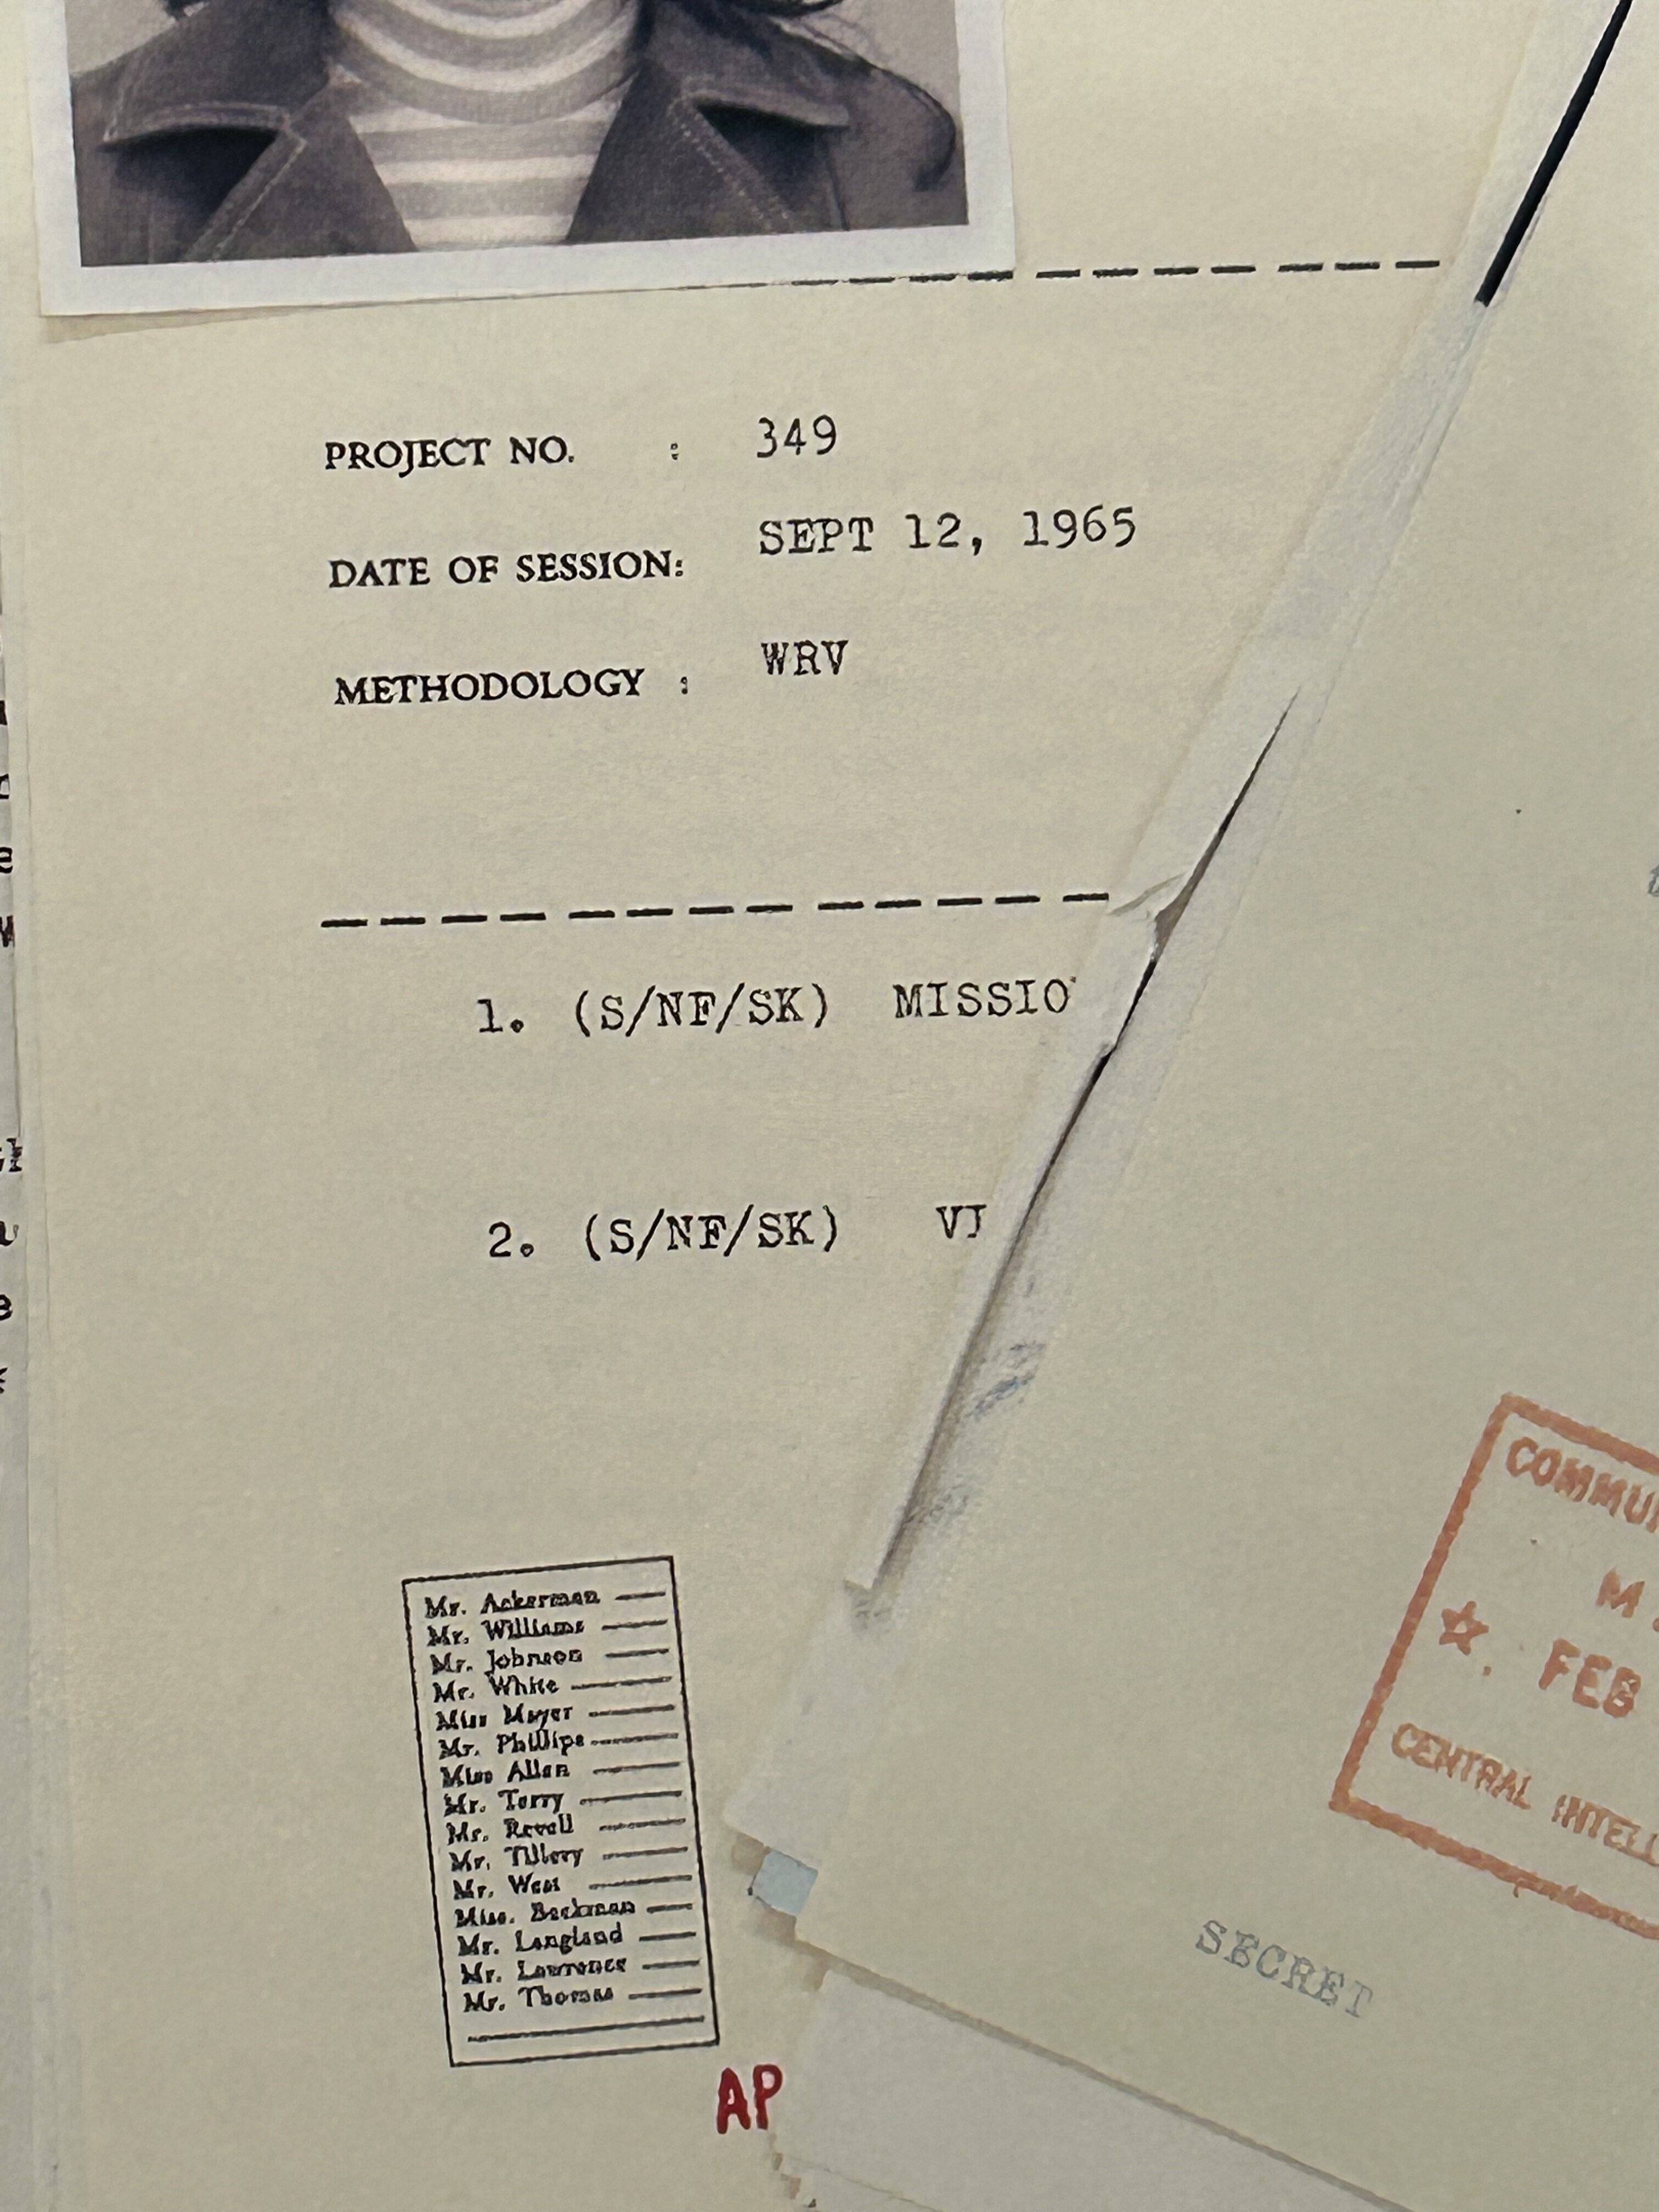 PROJECT NO. : 349
DATE OF SESSION: SEPT 12, 1965
METHODOLOGY : WRV
1. (S/NF/SK) MISSIO
2. (S/NF/SK)
Mr. Ackerman
Mr. Williams
Mr. Johnson
Mr. White
Miss Mayer
Mr. Phillips
Miss Allen
Mr. Terry
Mr. Revell
Mr. Tillery
Mr. West
Miss. Beckman
Mr. Langland
Mr. Lawrence
Mr. Thomas
AP
COMMUN
M
FEB
CENTRAL INTELL
SECRET